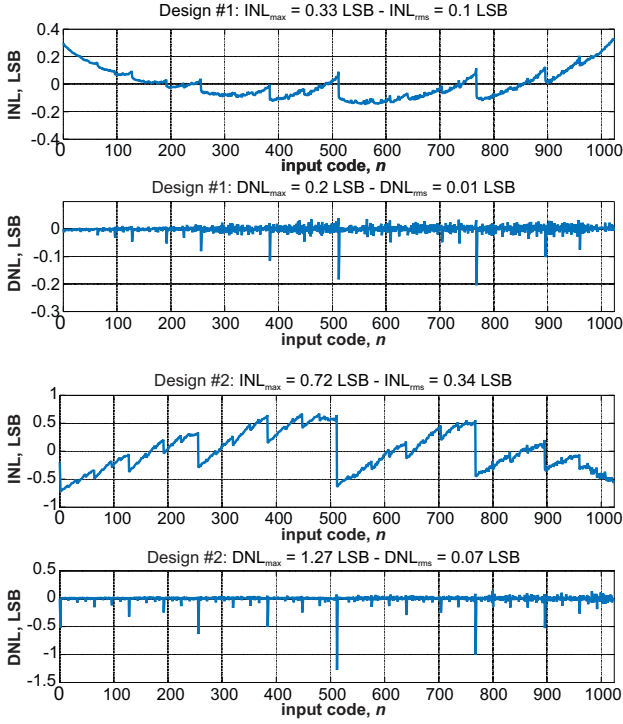 Design #1: INLmax = 0.33 LSB - INLrms = 0.1 LSB
INL, LSB
0.4
0.2
0
-0.2
-0.4
0 100 200 300 400 500 600 700 800 900 1000
input code, n
Design #1: DNLmax = 0.2 LSB - DNLrms = 0.01 LSB
DNL, LSB
0
-0.1
-0.2
-0.3
0 100 200 300 400 500 600 700 800 900 1000
input code, n
Design #2: INLmax = 0.72 LSB - INLrms = 0.34 LSB
INL, LSB
1
0.5
0
-0.5
-1
0 100 200 300 400 500 600 700 800 900 1000
input code, n
Design #2: DNLmax = 1.27 LSB - DNLrms = 0.07 LSB
DNL, LSB
0.5
0
-0.5
-1
-1.5
0 100 200 300 400 500 600 700 800 900 1000
input code, n